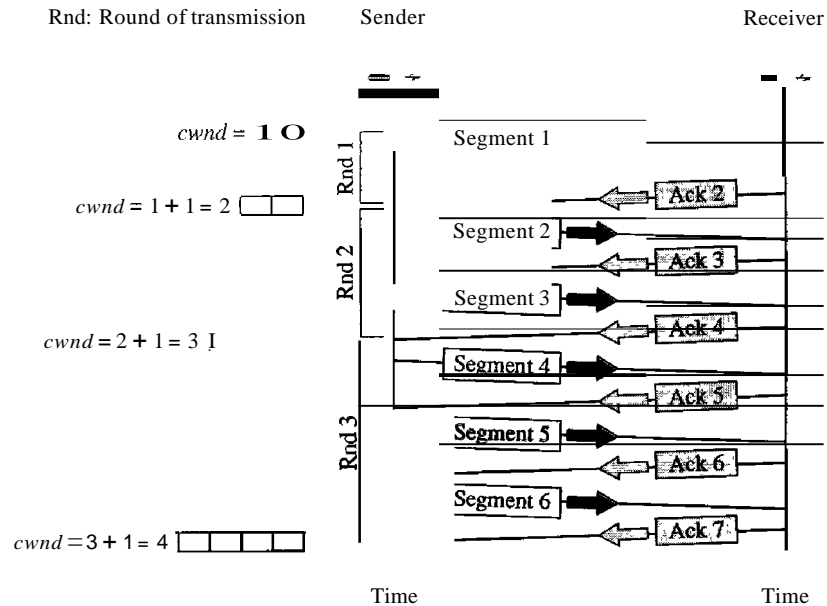 Rnd: Round of transmission Sender Receiver
cwnd = 1 0
Rnd 1
Segment 1
Ack 2
cwnd = 1 + 1 = 2
Rnd 2
Segment 2
Ack 3
Segment 3
Ack 4
cwnd = 2 + 1 = 3 I
Rnd 3
Segment 4
Ack 5
Segment 5
Ack 6
Segment 6
Ack 7
cwnd = 3 + 1 = 4
Time Time